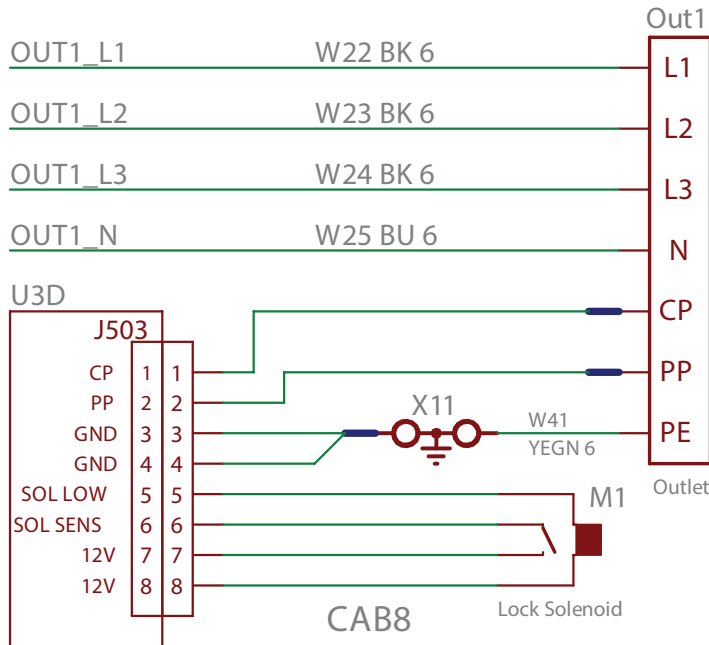 Out1
OUT1_L1 W22 BK 6 L1
OUT1_L2 W23 BK 6 L2
OUT1_L3 W24 BK 6 L3
OUT1_N W25 BU 6 N
U3D
CP
J503
CP 1 1
PP
PP 2 2
X11
GND 3 3
W41
YEGN 6
PE
GND 4 4
Outlet
SOL LOW 5 5
M1
SOL SENS 6 6
12V 7 7
12V 8 8
Lock Solenoid
CAB8